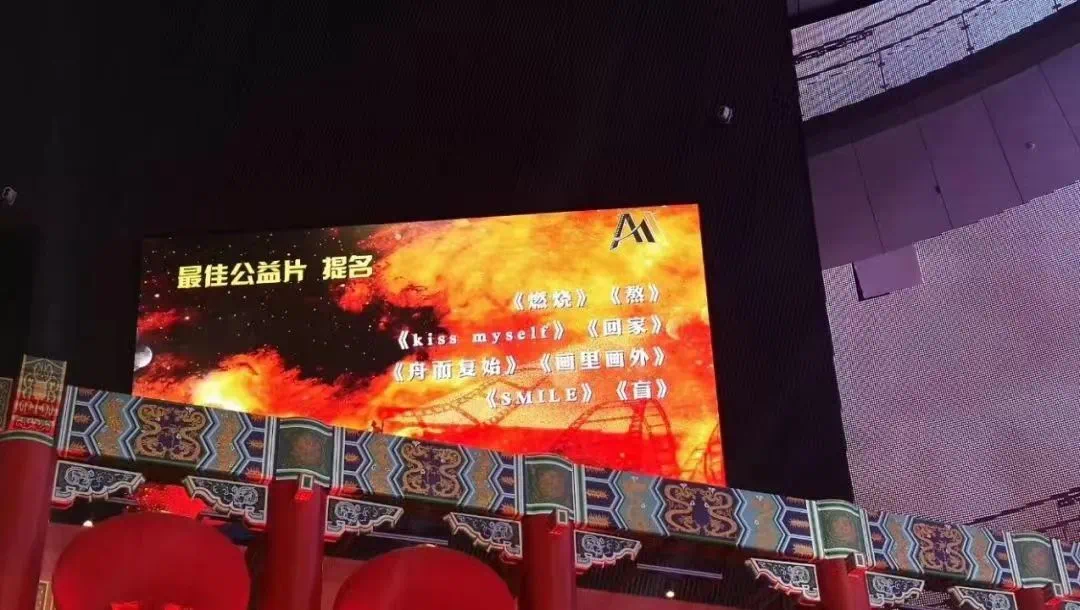 最佳公益片 提名
《燃烧》《熬》
《kiss myself》《回家》
《舟而复始》《画里画外》
《SMILE》《盲》